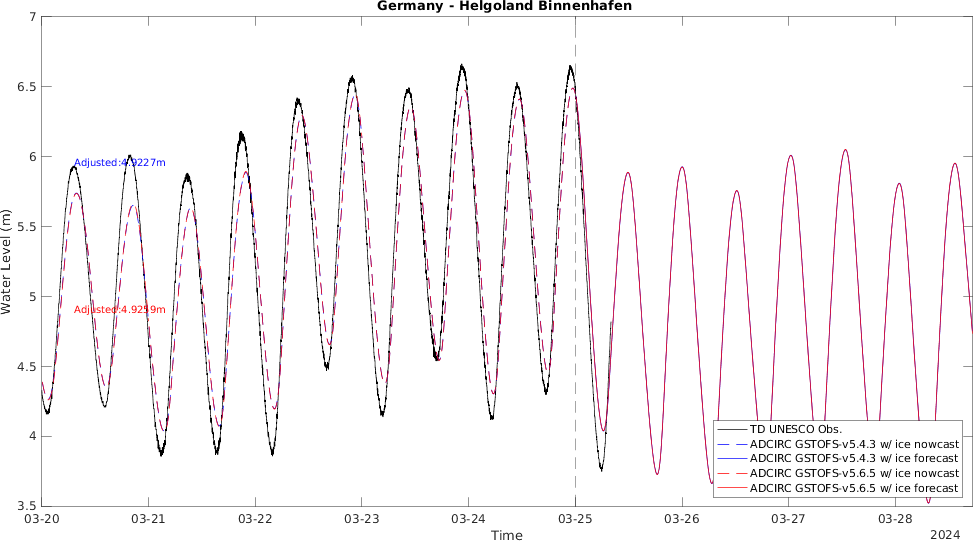 Germany - Helgoland Binnenhafen
7
6.5
6
5.5
5
4.5
4
3.5
Water Level (m)
Adjusted:4.9227m
Adjusted:4.9259m
TD UNESCO Obs.
ADCIRC GSTOFS-v5.4.3 w/ ice nowcast
ADCIRC GSTOFS-v5.4.3 w/ ice forecast
ADCIRC GSTOFS-v5.6.5 w/ ice nowcast
ADCIRC GSTOFS-v5.6.5 w/ ice forecast
03-20 03-21 03-22 03-23 03-24 03-25 03-26 03-27 03-28
Time
2024